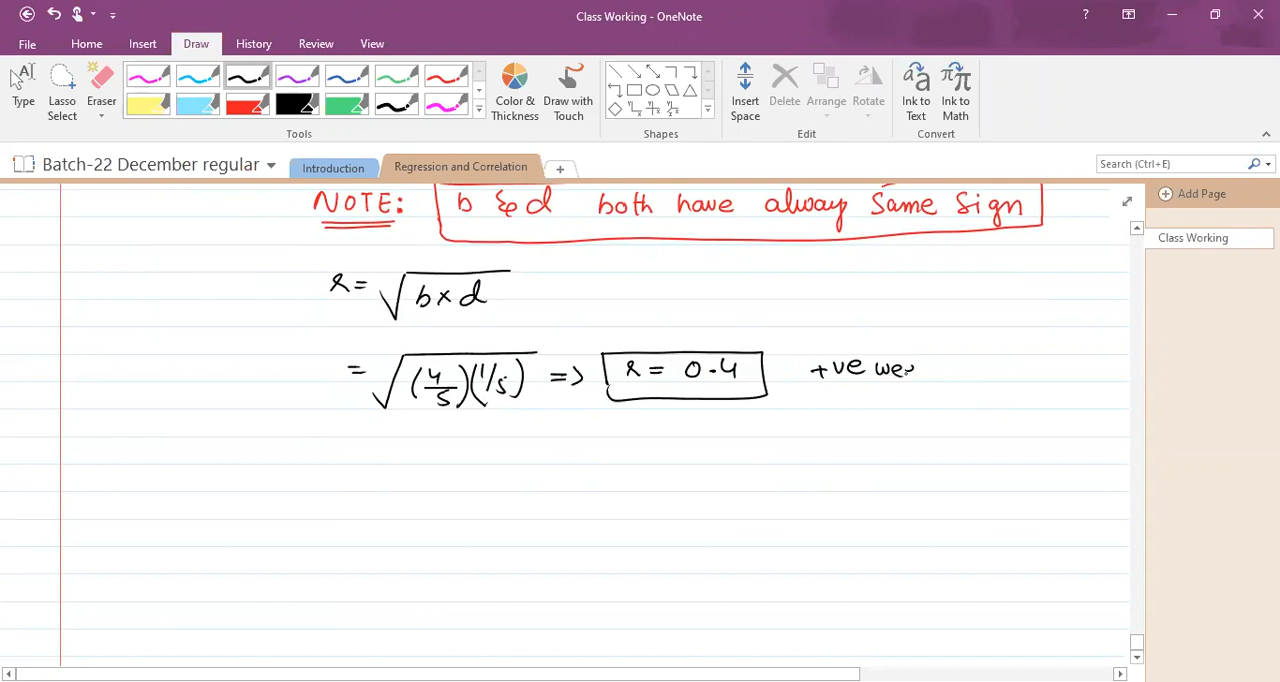 Class Working - OneNote
?
File Home Insert Draw History Review View
Type Lasso Select Eraser Color & Thickness Draw with Touch Insert Space Delete Arrange Rotate Ink to Text Ink to Math
Tools Shapes Edit Convert
Batch-22 December regular Introduction Regression and Correlation Search (Ctrl+E)
Add Page
Class Working
NOTE: b & d both have alway same sign
r = √(b × d)
= √((4/5)(1/5)) => r = 0.4 +ve wea